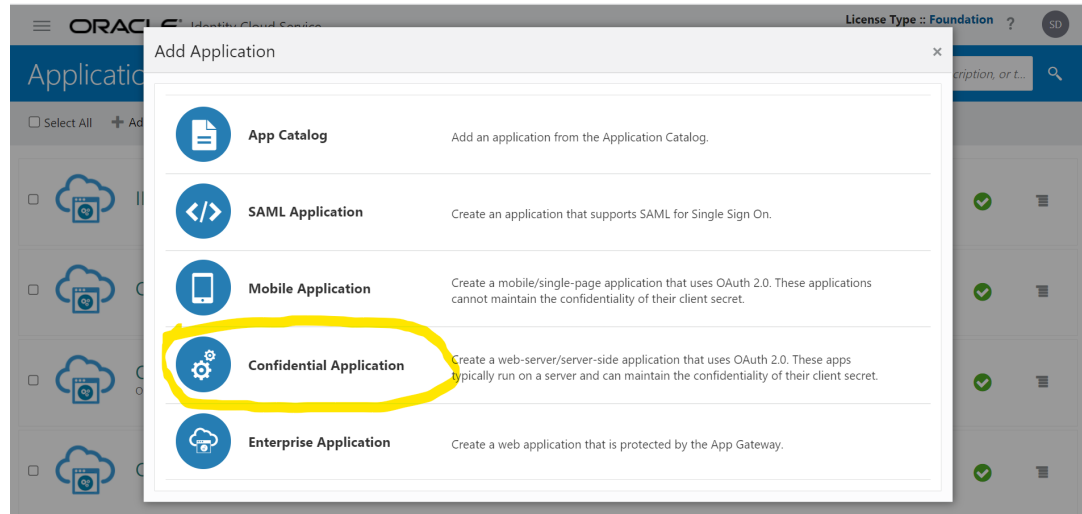 License Type :: Foundation ? SD
ORACLE Identity Cloud Service
Add Application ×
Applicatio
cription, or t...
Select All + Ad
App Catalog
Add an application from the Application Catalog.
SAML Application
Create an application that supports SAML for Single Sign On.
Mobile Application
Create a mobile/single-page application that uses OAuth 2.0. These applications
cannot maintain the confidentiality of their client secret.
Confidential Application
Create a web-server/server-side application that uses OAuth 2.0. These apps
typically run on a server and can maintain the confidentiality of their client secret.
Enterprise Application
Create a web application that is protected by the App Gateway.